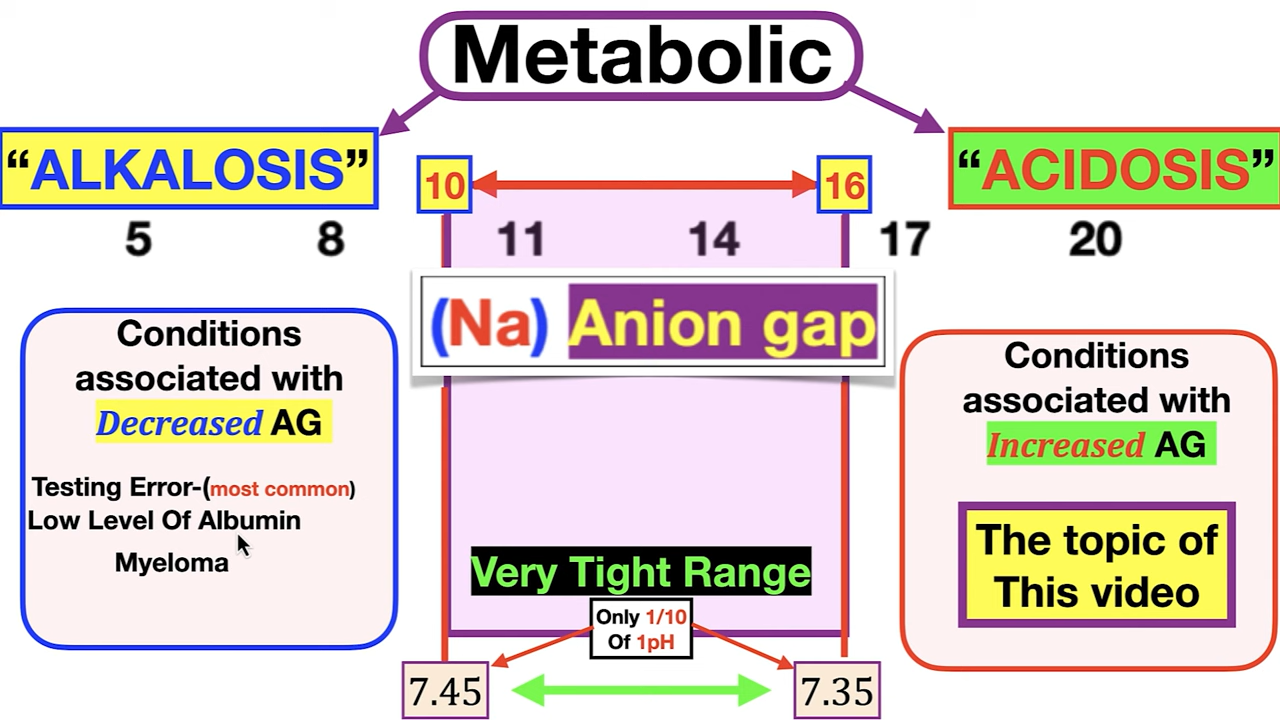 Metabolic
“ALKALOSIS”
“ACIDOSIS”
10
16
5 8 11 14 17 20
(Na) Anion gap
Conditions
associated with
Decreased AG
Testing Error-(most common)
Low Level Of Albumin
Myeloma
Conditions
associated with
Increased AG
The topic of
This video
Very Tight Range
Only 1/10
Of 1pH
7.45
7.35